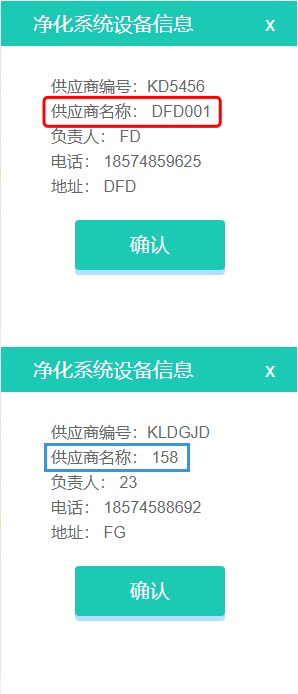 净化系统设备信息 x
供应商编号：KD5456
供应商名称： DFD001
负责人： FD
电话： 18574859625
地址： DFD
确认
净化系统设备信息 x
供应商编号：KLDGJD
供应商名称： 158
负责人： 23
电话： 18574588692
地址： FG
确认